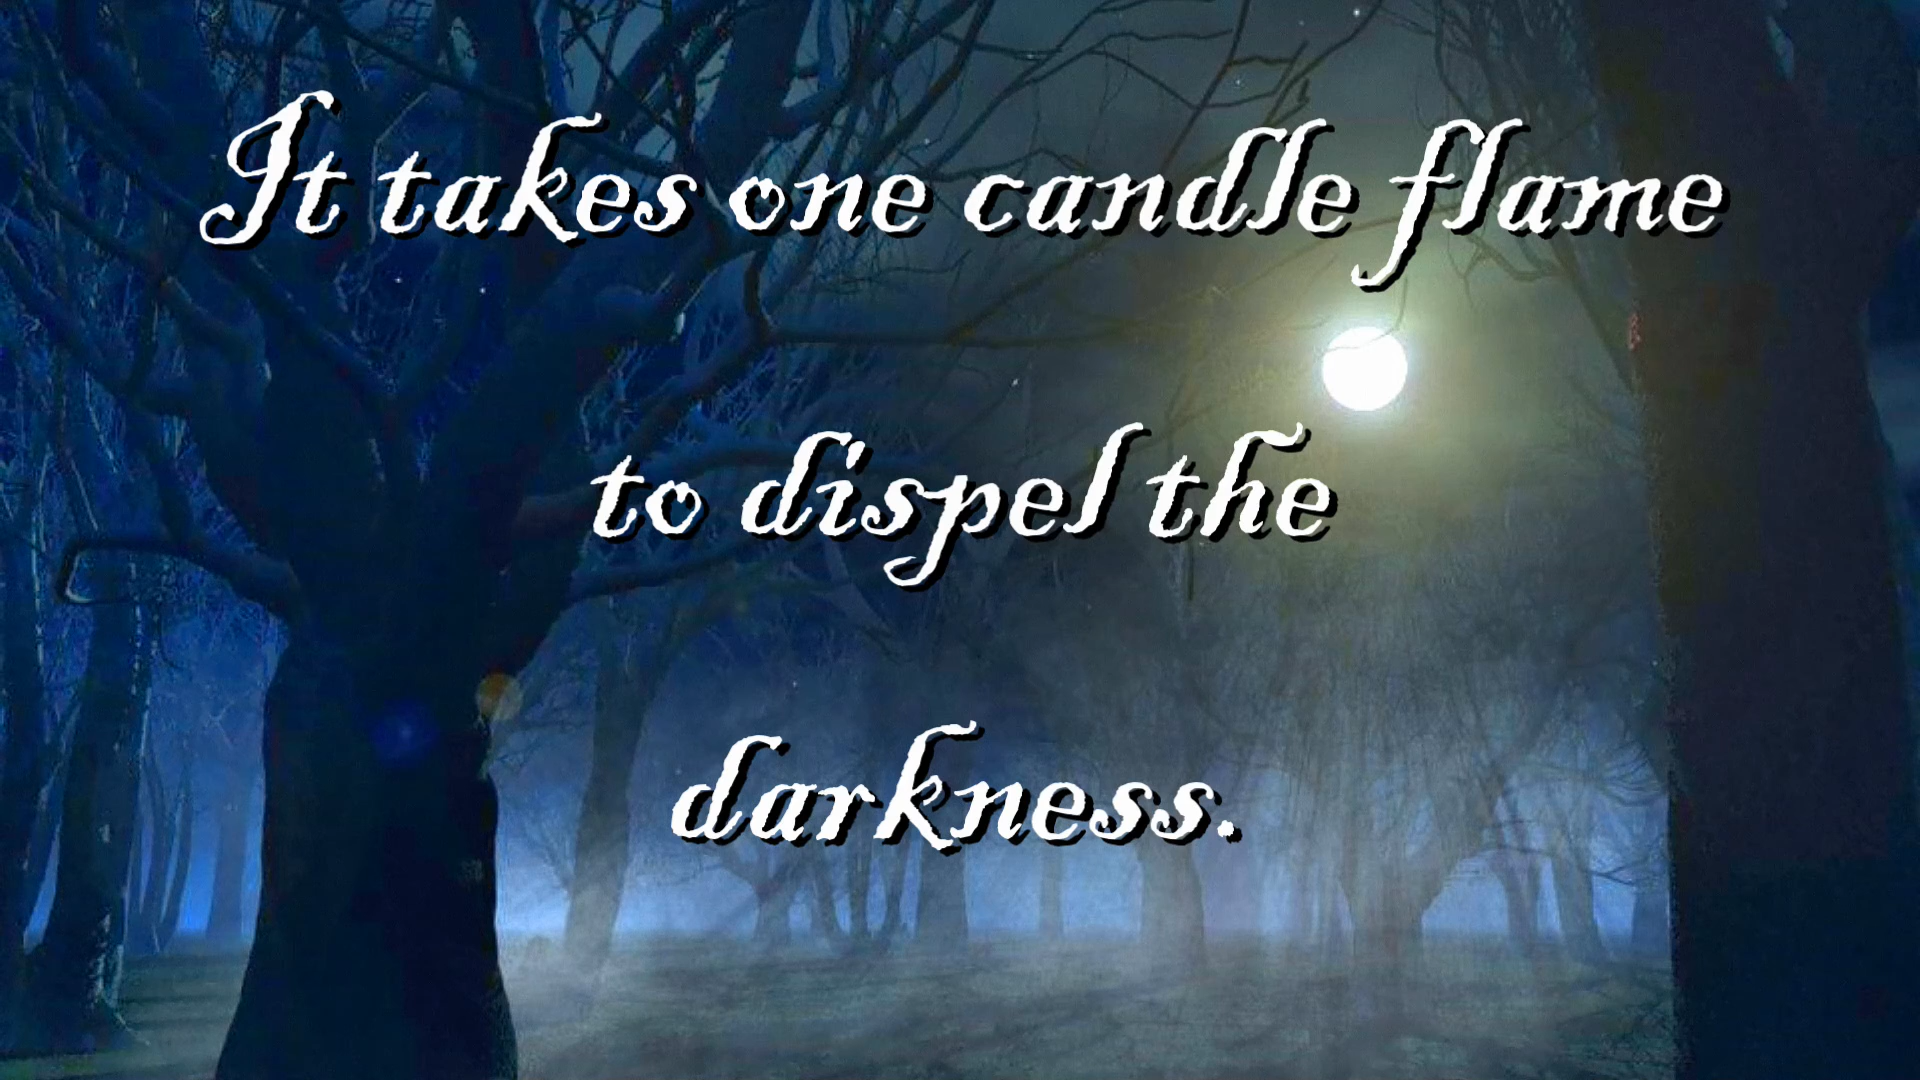 It takes one candle flame
to dispel the
darkness.